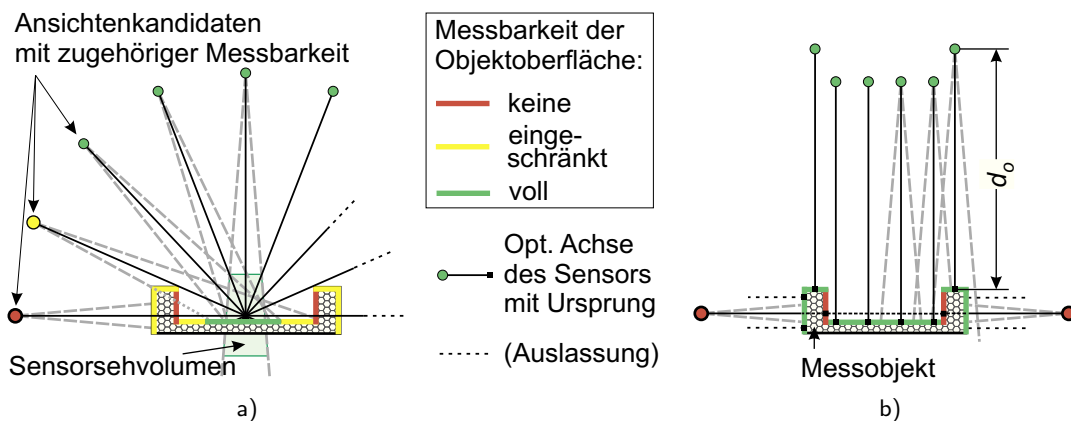 Ansichtenkandidaten
mit zugehöriger Messbarkeit
Sensorsehvolumen
a)
Messbarkeit der
Objektoberfläche:
keine
einge-
schränkt
voll
Opt. Achse
des Sensors
mit Ursprung
(Auslassung)
d_o
Messobjekt
b)